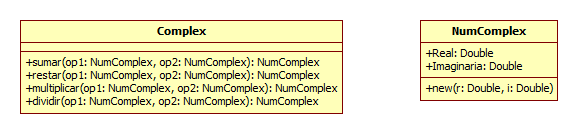 Complex
+sumar(op1: NumComplex, op2: NumComplex): NumComplex
+restar(op1: NumComplex, op2: NumComplex): NumComplex
+multiplicar(op1: NumComplex, op2: NumComplex): NumComplex
+dividir(op1: NumComplex, op2: NumComplex): NumComplex
NumComplex
+Real: Double
+Imaginaria: Double
+new(r: Double, i: Double)